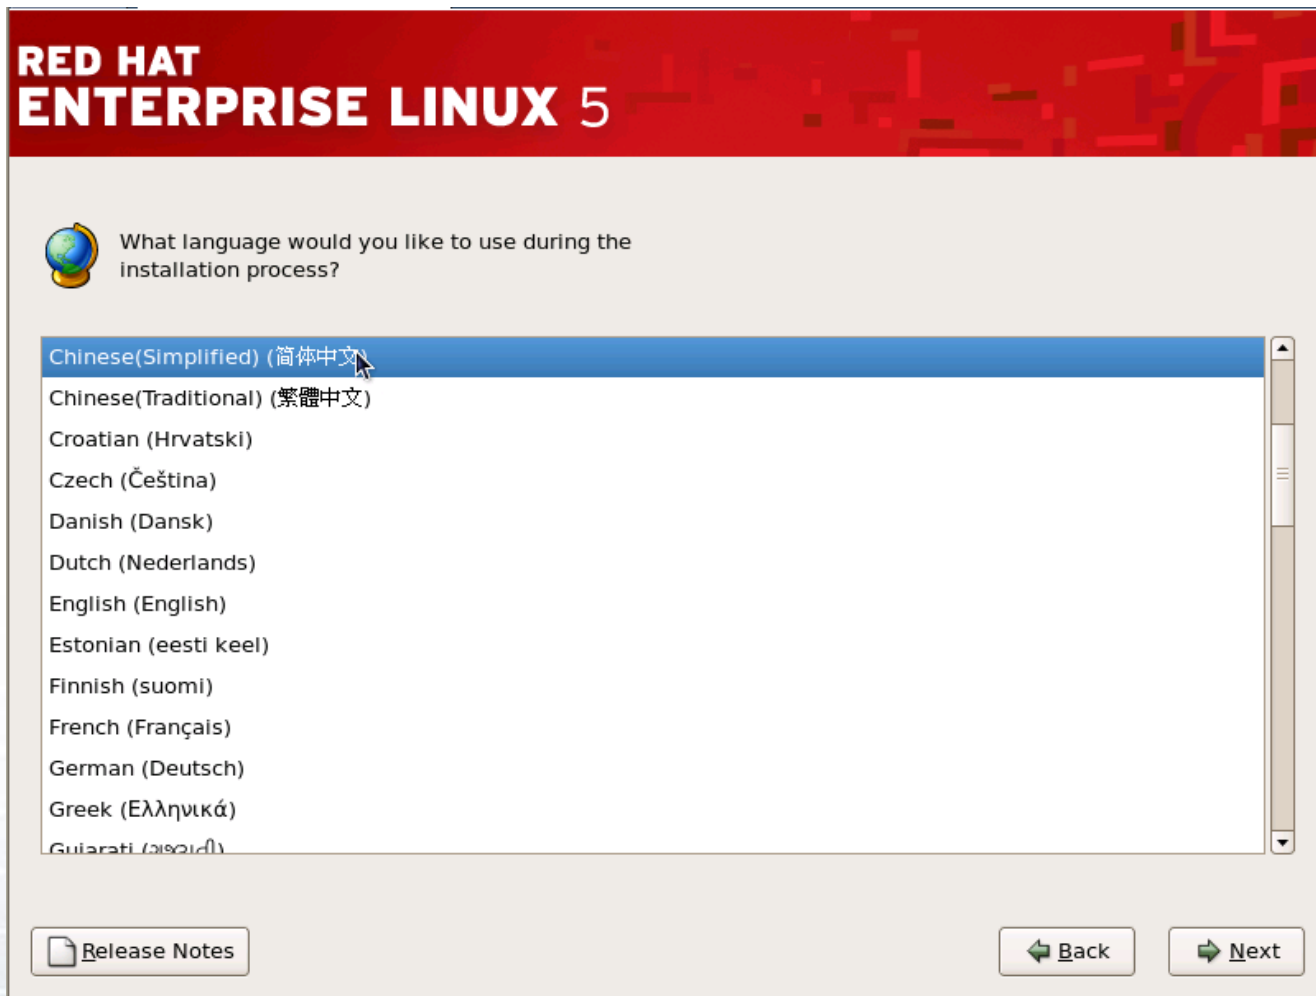 RED HAT
ENTERPRISE LINUX 5
What language would you like to use during the
installation process?
Chinese(Simplified) (简体中文)
Chinese(Traditional) (繁體中文)
Croatian (Hrvatski)
Czech (Čeština)
Danish (Dansk)
Dutch (Nederlands)
English (English)
Estonian (eesti keel)
Finnish (suomi)
French (Français)
German (Deutsch)
Greek (Ελληνικά)
Gujarati (ગુજરાતી)
Release Notes
Back
Next